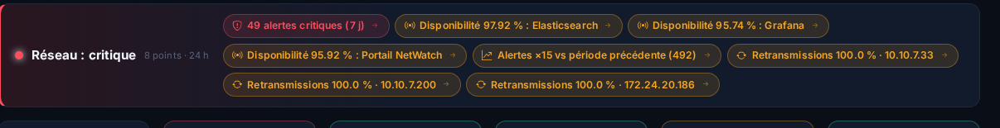 49 alertes critiques (7 j) → Disponibilité 97.92 % : Elasticsearch → Disponibilité 95.74 % : Grafana →
Réseau : critique 8 points · 24 h Disponibilité 95.92 % : Portail NetWatch → Alertes ×15 vs période précédente (492) → Retransmissions 100.0 % · 10.10.7.33 →
Retransmissions 100.0 % · 10.10.7.200 → Retransmissions 100.0 % · 172.24.20.186 →